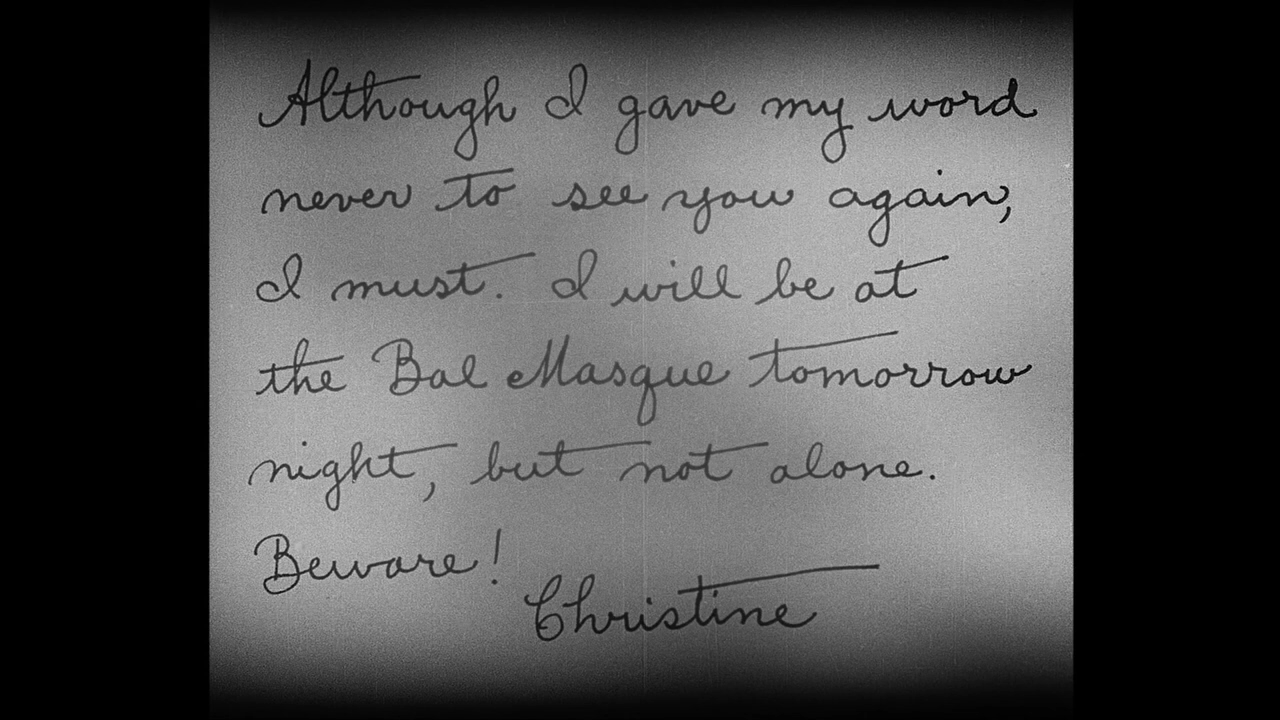 Although I gave my word
never to see you again,
I must. I will be at
the Bal Masque tomorrow
night, but not alone.
Beware!
Christine